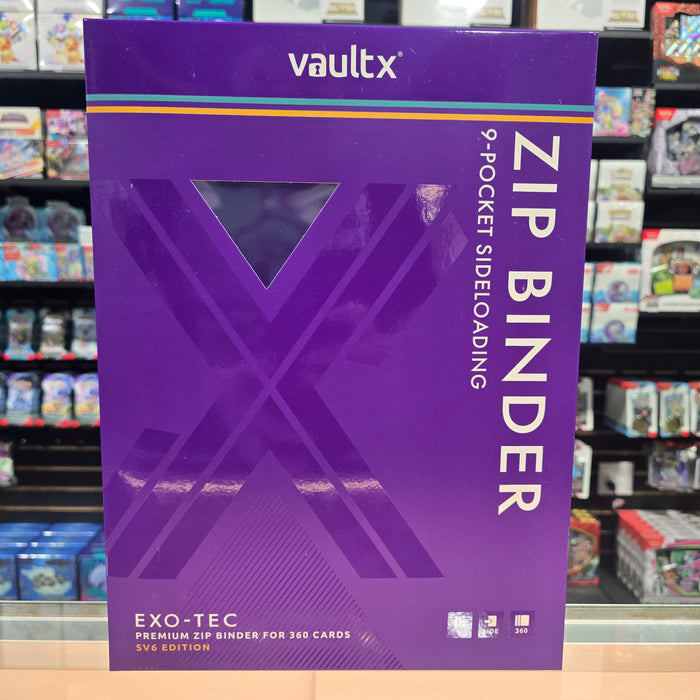 vaultx®
ZIP BINDER
9-POCKET SIDELOADING
EXO-TEC
PREMIUM ZIP BINDER FOR 360 CARDS
SV6 EDITION
SIDE
360